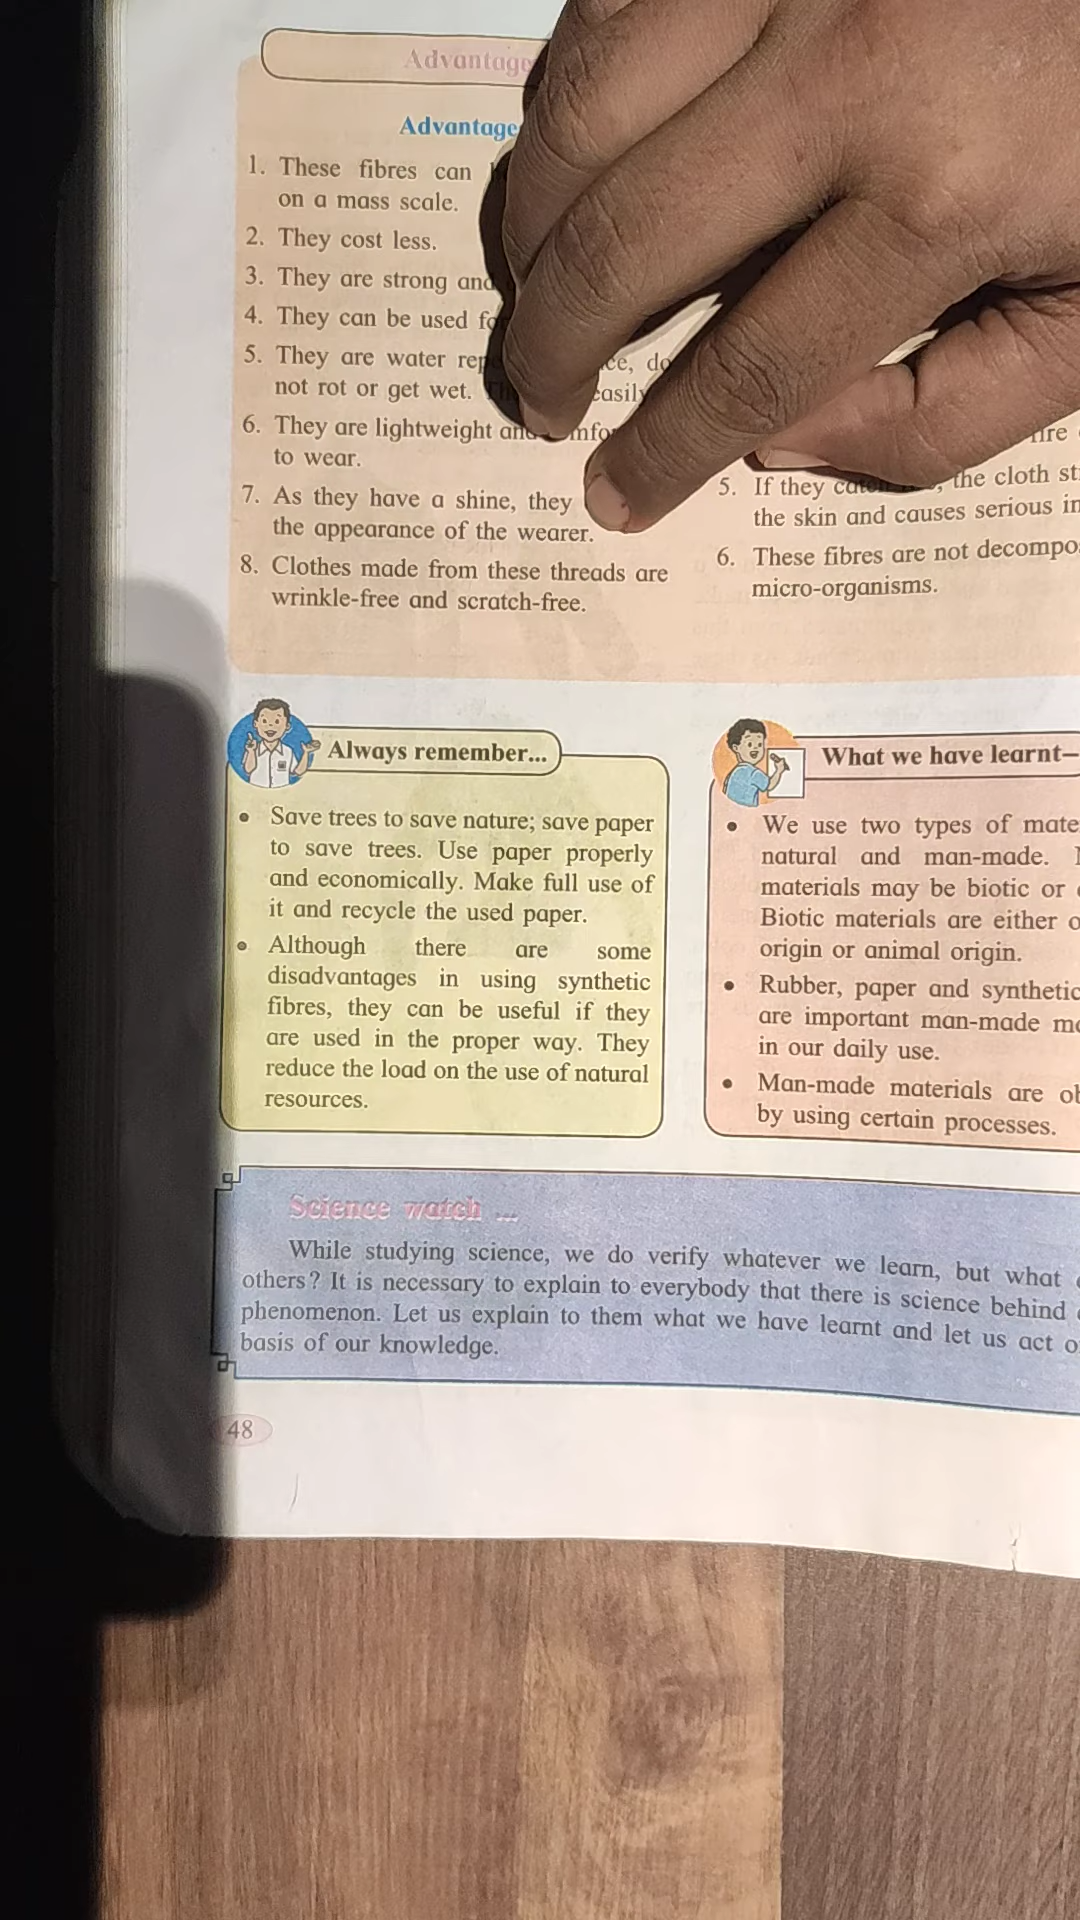 Advantage
Advantage
1. These fibres can
on a mass scale.
2. They cost less.
3. They are strong and
4. They can be used
5. They are water
not rot or get wet. easily
6. They are lightweight and
to wear.
7. As they have a shine, they
the appearance of the wearer.
8. Clothes made from these threads are
wrinkle-free and scratch-free.
5. If they the cloth
the skin and causes serious
6. These fibres are not
micro-organisms.
Always remember...
• Save trees to save nature; save paper
to save trees. Use paper properly
and economically. Make full use of
it and recycle the used paper.
• Although there are some
disadvantages in using synthetic
fibres, they can be useful if they
are used in the proper way. They
reduce the load on the use of natural
resources.
What we have learnt–
• We use two types of
natural and man-made.
materials may be biotic or
Biotic materials are either
origin or animal origin.
• Rubber, paper and synthetic
are important man-made
in our daily use.
• Man-made materials are
by using certain processes.
Science watch ...
While studying science, we do verify whatever we learn, but what
others? It is necessary to explain to everybody that there is science behind
phenomenon. Let us explain to them what we have learnt and let us act
basis of our knowledge.
48